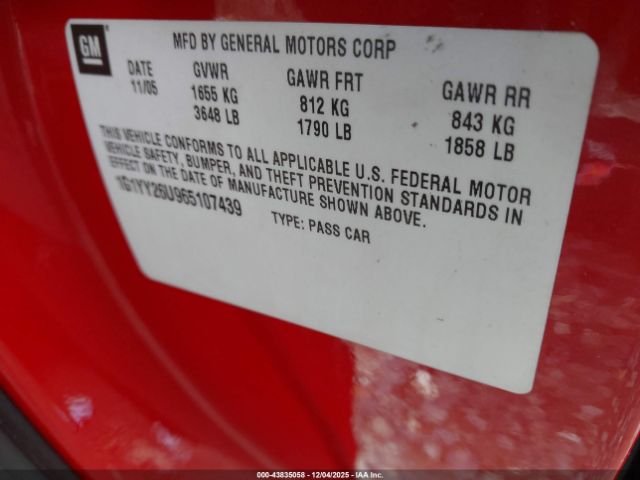 GM
MFD BY GENERAL MOTORS CORP
DATE GVWR GAWR FRT GAWR RR
11/05 1655 KG 812 KG 843 KG
3648 LB 1790 LB 1858 LB
THIS VEHICLE CONFORMS TO ALL APPLICABLE U.S. FEDERAL MOTOR
VEHICLE SAFETY, BUMPER, AND THEFT PREVENTION STANDARDS IN
EFFECT ON THE DATE OF MANUFACTURE SHOWN ABOVE.
1G1YY26U965107439 TYPE: PASS CAR
000-43835058 - 12/04/2025 - IAAI.com